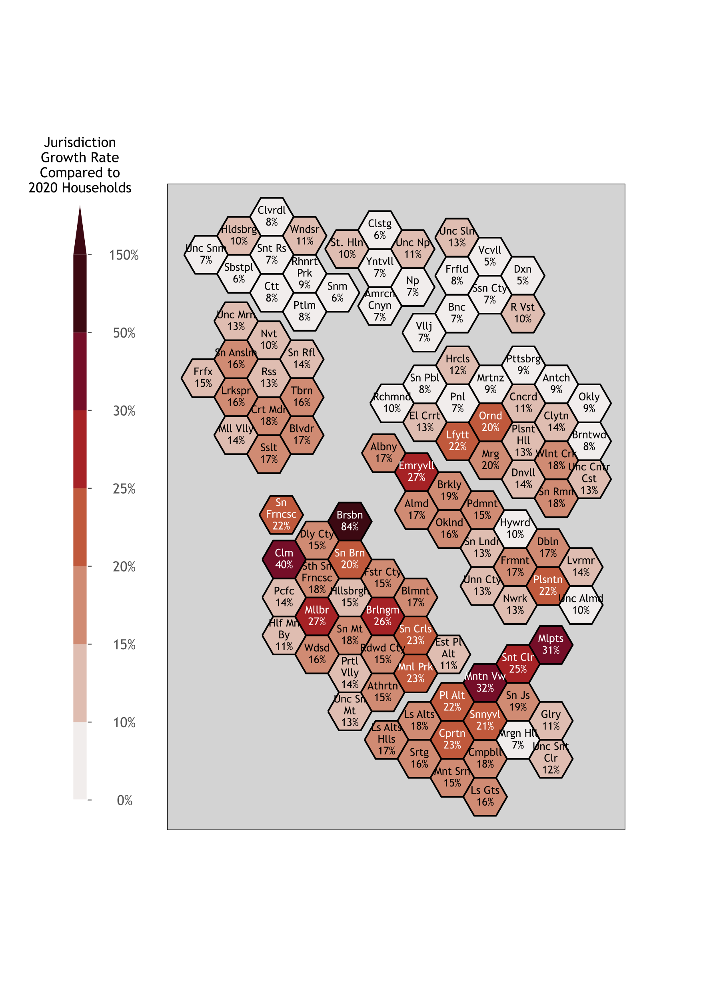 Jurisdiction
Growth Rate
Compared to
2020 Households
150%
50%
30%
25%
20%
15%
10%
0%
Clvrdl
8%
Hldsbrg
10%
Wndsr
11%
Unc Snm
7%
Snt Rs
7%
Sbstpl
6%
Rhnrt
Prk
9%
Ctt
8%
Snm
6%
Ptlm
8%
Clstg
6%
St. Hln
10%
Unc Np
11%
Yntvll
7%
Np
7%
Amrcn
Cnyn
7%
Unc Sln
13%
Vcvll
5%
Frfld
8%
Dxn
5%
Ssn Cty
7%
Bnc
7%
R Vst
10%
Vllj
7%
Unc Mrn
13%
Nvt
10%
Sn Anslm
16%
Sn Rfl
14%
Frfx
15%
Rss
13%
Lrkspr
16%
Tbrn
16%
Crt Mdr
18%
Mll Vlly
14%
Blvdr
17%
Sslt
17%
Hrcls
12%
Pttsbrg
9%
Sn Pbl
8%
Mrtnz
9%
Antch
9%
Rchmnd
10%
Pnl
7%
Cncrd
11%
Okly
9%
El Crrt
13%
Ornd
20%
Clytn
14%
Lfytt
22%
Plsnt
Hll
13%
Brntwd
8%
Mrg
20%
Wlnt Crk
18%
Dnvll
14%
Unc Cntr
Cst
13%
Sn Rmn
18%
Albny
17%
Emryvll
27%
Brkly
19%
Almd
17%
Pdmnt
15%
Oklnd
16%
Hywrd
10%
Sn Lndr
13%
Dbln
17%
Frmnt
17%
Lvrmr
14%
Unn Cty
13%
Plsntn
22%
Nwrk
13%
Unc Almd
10%
Sn
Frncsc
22%
Brsbn
84%
Dly Cty
15%
Clm
40%
Sn Brn
20%
Sth Sn
Frncsc
18%
Fstr Cty
15%
Pcfc
14%
Hllsbrgh
15%
Blmnt
17%
Mllbr
27%
Brlngm
26%
Hlf Mn
By
11%
Sn Mt
18%
Sn Crls
23%
Wdsd
16%
Rdwd Cty
15%
Est Pl
Alt
11%
Prtl
Vlly
14%
Mnl Prk
23%
Athrtn
15%
Unc Sn
Mt
13%
Mlpts
31%
Snt Clr
25%
Mntn Vw
32%
Pl Alt
22%
Sn Js
19%
Ls Alts
18%
Snnyvl
21%
Glry
11%
Ls Alts
Hlls
17%
Cprtn
23%
Mrgn Hll
7%
Srtg
16%
Cmpbll
18%
Unc Snt
Clr
12%
Mnt Srn
15%
Ls Gts
16%